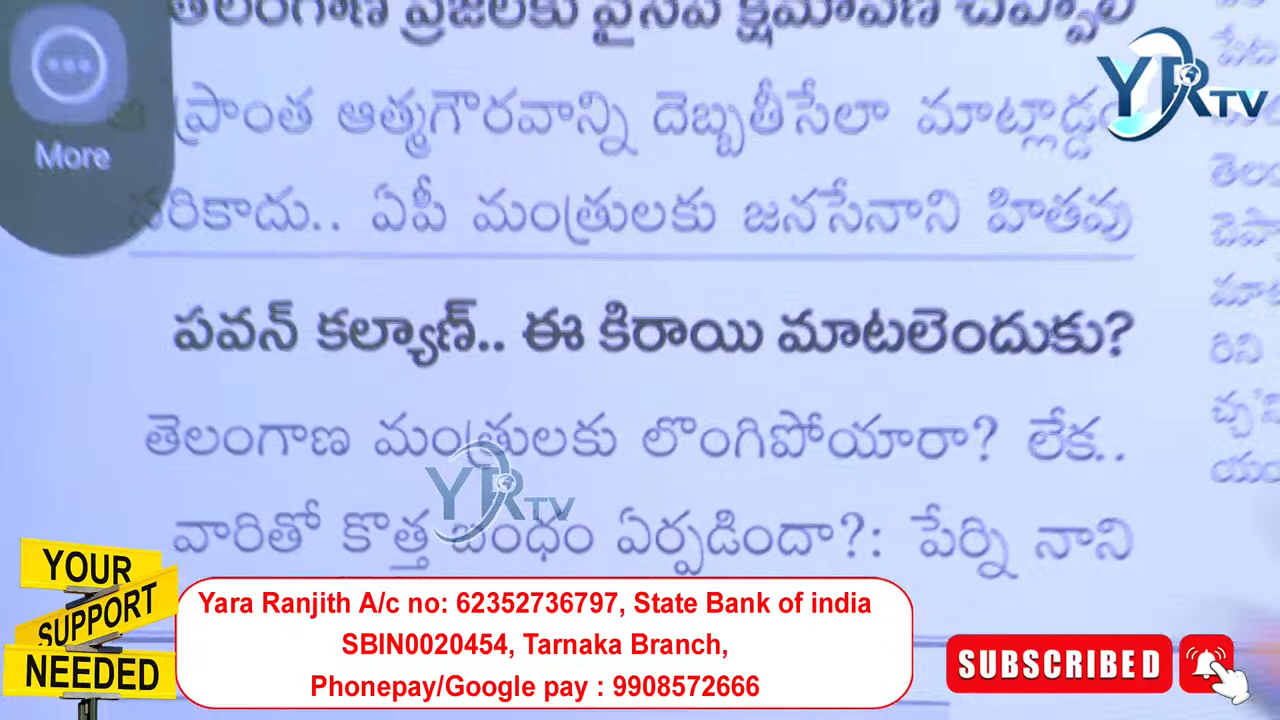 తెలంగాణ ప్రజలకు వైసీపీ క్షమాపణ చెప్పాలి
ప్రాంత ఆత్మగౌరవాన్ని దెబ్బతీసేలా మాట్లాడ్డం
సరికాదు.. ఏపీ మంత్రులకు జనసేనాని హితవు
పవన్ కల్యాణ్.. ఈ కిరాయి మాటలెందుకు?
తెలంగాణ మంత్రులకు లొంగిపోయారా? లేక..
వారితో కొత్త బంధం ఏర్పడిందా?: పేర్ని నాని
More
YRTV
YRTV
YOUR
SUPPORT
NEEDED
Yara Ranjith A/c no: 62352736797, State Bank of india
SBIN0020454, Tarnaka Branch,
Phonepay/Google pay : 9908572666
SUBSCRIBED